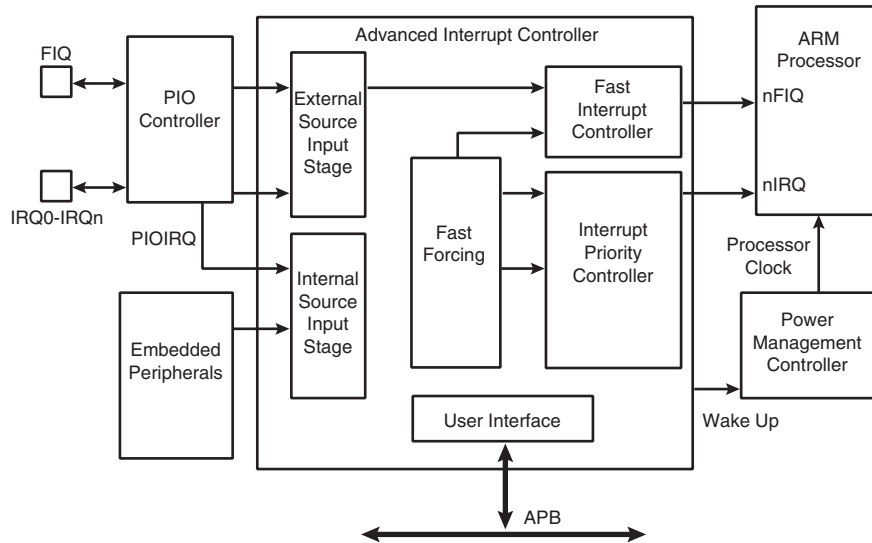 Advanced Interrupt Controller
FIQ
PIO
Controller
External
Source
Input
Stage
Fast
Interrupt
Controller
ARM
Processor
nFIQ
nIRQ
IRQ0-IRQn
PIOIRQ
Fast
Forcing
Interrupt
Priority
Controller
Processor
Clock
Internal
Source
Input
Stage
Embedded
Peripherals
Power
Management
Controller
User Interface
Wake Up
APB